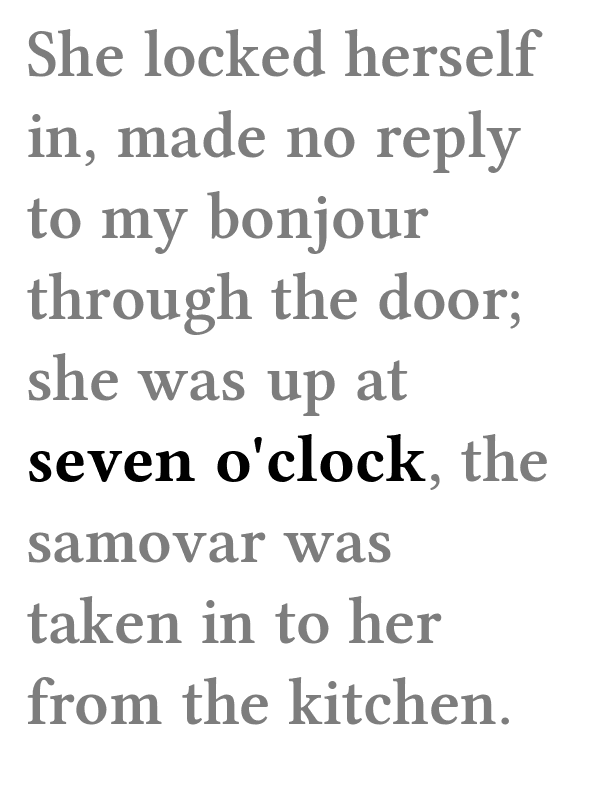 She locked herself
in, made no reply
to my bonjour
through the door;
she was up at
seven o'clock, the
samovar was
taken in to her
from the kitchen.